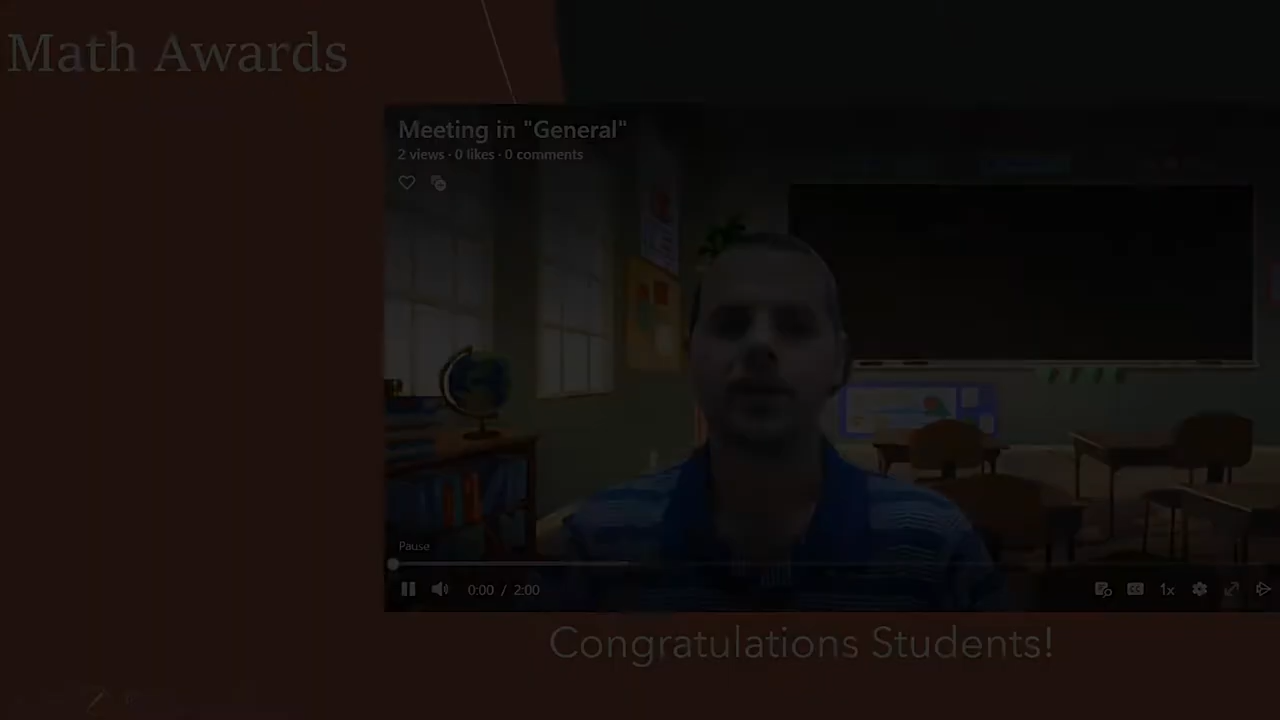 Math Awards
Meeting in "General"
2 views · 0 likes · 0 comments
Pause
0:00 / 2:00
CC
1x
Congratulations Students!